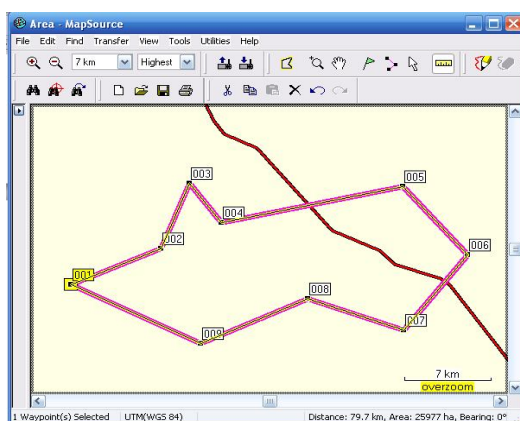 Area - MapSource
File Edit Find Transfer View Tools Utilities Help
7 km Highest
003
005
004
002
006
001
008
007
009
7 km
overzoom
1 Waypoint(s) Selected UTM(WGS 84) Distance: 79.7 km, Area: 25977 ha, Bearing: 0°